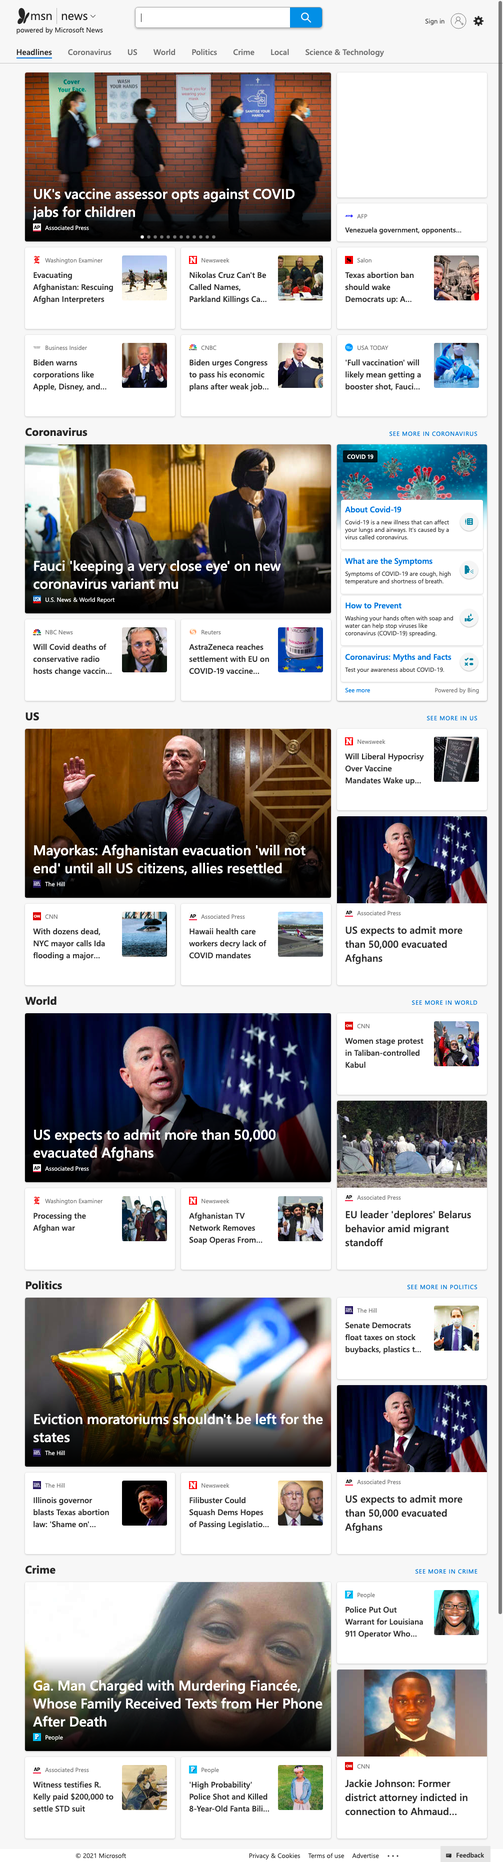 msn | news
powered by Microsoft News
Sign in
Headlines Coronavirus US World Politics Crime Local Science & Technology
Cover Your Face.
WASH YOUR HANDS
UK's vaccine assessor opts against COVID
jabs for children
AP Associated Press
AFP
Venezuela government, opponents...
Washington Examiner
Evacuating
Afghanistan: Rescuing
Afghan Interpreters
Newsweek
Nikolas Cruz Can't Be
Called Names,
Parkland Killings Ca...
Salon
Texas abortion ban
should wake
Democrats up: A...
Business Insider
Biden warns
corporations like
Apple, Disney, and...
CNBC
Biden urges Congress
to pass his economic
plans after weak job...
USA TODAY
'Full vaccination' will
likely mean getting a
booster shot, Fauci...
Coronavirus
SEE MORE IN CORONAVIRUS
Fauci 'keeping a very close eye' on new
coronavirus variant mu
U.S. News & World Report
COVID 19
About Covid-19
Covid-19 is a new illness that can affect
your lungs and airways. It's caused by a
virus called coronavirus.
What are the Symptoms
Symptoms of COVID-19 are cough, high
temperature and shortness of breath.
How to Prevent
Washing your hands often with soap and
water can help stop viruses like
coronavirus (COVID-19) spreading.
Coronavirus: Myths and Facts
Test your awareness about COVID-19.
See more
Powered by Bing
NBC News
Will Covid deaths of
conservative radio
hosts change vaccin...
Reuters
AstraZeneca reaches
settlement with EU on
COVID-19 vaccine...
US
SEE MORE IN US
Mayorkas: Afghanistan evacuation 'will not
end' until all US citizens, allies resettled
The Hill
Newsweek
Will Liberal Hypocrisy
Over Vaccine
Mandates Wake up...
AP Associated Press
US expects to admit more
than 50,000 evacuated
Afghans
CNN
With dozens dead,
NYC mayor calls Ida
flooding a major...
AP Associated Press
Hawaii health care
workers decry lack of
COVID mandates
World
SEE MORE IN WORLD
US expects to admit more than 50,000
evacuated Afghans
AP Associated Press
CNN
Women stage protest
in Taliban-controlled
Kabul
AP Associated Press
EU leader 'deplores' Belarus
behavior amid migrant
standoff
Washington Examiner
Processing the
Afghan war
Newsweek
Afghanistan TV
Network Removes
Soap Operas From...
Politics
SEE MORE IN POLITICS
NO
EVICTION
Eviction moratoriums shouldn't be left for the
states
The Hill
The Hill
Senate Democrats
float taxes on stock
buybacks, plastics t...
AP Associated Press
US expects to admit more
than 50,000 evacuated
Afghans
The Hill
Illinois governor
blasts Texas abortion
law: 'Shame on'...
Newsweek
Filibuster Could
Squash Dems Hopes
of Passing Legislatio...
Crime
SEE MORE IN CRIME
Ga. Man Charged with Murdering Fiancée,
Whose Family Received Texts from Her Phone
After Death
People
People
Police Put Out
Warrant for Louisiana
911 Operator Who...
CNN
Jackie Johnson: Former
district attorney indicted in
connection to Ahmaud...
AP Associated Press
Witness testifies R.
Kelly paid $200,000 to
settle STD suit
People
'High Probability'
Police Shot and Killed
8-Year-Old Fanta Bili...
© 2021 Microsoft
Privacy & Cookies Terms of use Advertise
Feedback